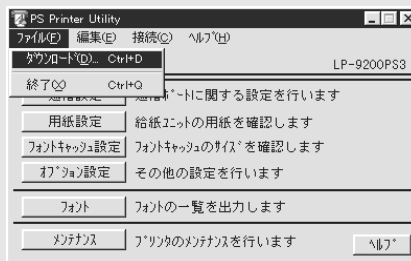 PS Printer Utility
ﾌｧｲﾙ(F) 編集(E) 接続(C) ﾍﾙﾌﾟ(H)
ﾀﾞｳﾝﾛｰﾄﾞ(D)... Ctrl+D
LP-9200PS3
終了(X) Ctrl+Q
通信設定 通信ﾎﾟｰﾄに関する設定を行います
用紙設定 給紙ﾕﾆｯﾄの用紙を確認します
ﾌｫﾝﾄｷｬｯｼｭ設定 ﾌｫﾝﾄｷｬｯｼｭのｻｲｽﾞを確認します
ｵﾌﾟｼｮﾝ設定 その他の設定を行います
ﾌｫﾝﾄ ﾌｫﾝﾄの一覧を出力します
ﾒﾝﾃﾅﾝｽ ﾌﾟﾘﾝﾀのﾒﾝﾃﾅﾝｽを行います
ﾍﾙﾌﾟ